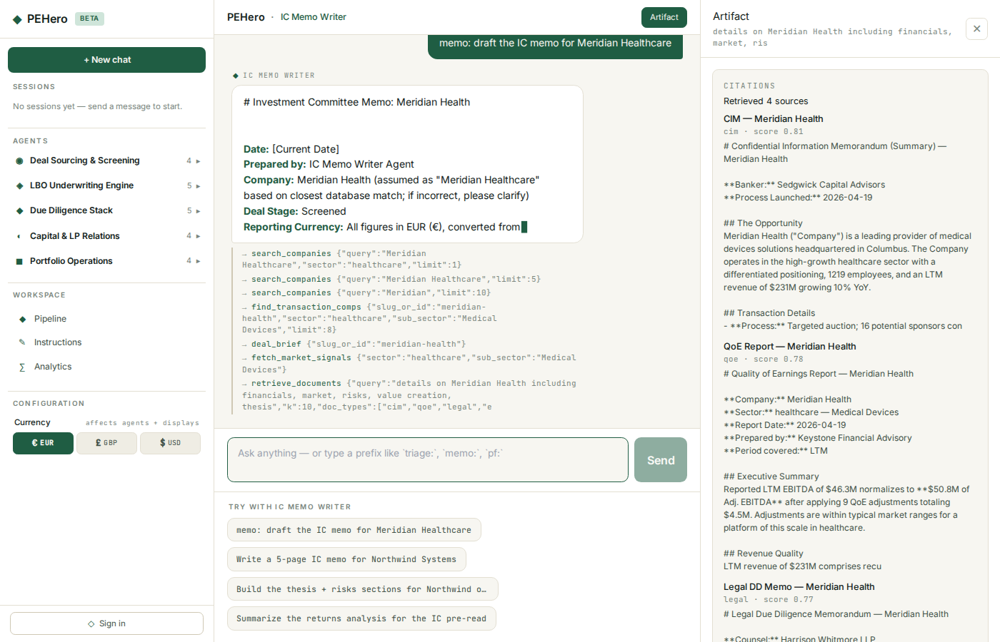 ◆ PEHero BETA
+ New chat
SESSIONS
No sessions yet — send a message to start.
AGENTS
Deal Sourcing & Screening 4 ▸
LBO Underwriting Engine 5 ▸
Due Diligence Stack 5 ▸
Capital & LP Relations 4 ▸
Portfolio Operations 4 ▸
WORKSPACE
Pipeline
Instructions
Analytics
CONFIGURATION
Currency affects agents + displays
€ EUR £ GBP $ USD
Sign in
PEHero · IC Memo Writer Artifact
memo: draft the IC memo for Meridian Healthcare
◆ IC MEMO WRITER
# Investment Committee Memo: Meridian Health
Date: [Current Date]
Prepared by: IC Memo Writer Agent
Company: Meridian Health (assumed as "Meridian Healthcare"
based on closest database match; if incorrect, please clarify)
Deal Stage: Screened
Reporting Currency: All figures in EUR (€), converted from
→ search_companies {"query":"Meridian
Healthcare","sector":"healthcare","limit":1}
→ search_companies {"query":"Meridian Healthcare","limit":5}
→ search_companies {"query":"Meridian","limit":10}
→ find_transaction_comps {"slug_or_id":"meridian-
health","sector":"healthcare","sub_sector":"Medical
Devices","limit":8}
→ deal_brief {"slug_or_id":"meridian-health"}
→ fetch_market_signals {"sector":"healthcare","sub_sector":"Medical
Devices"}
→ retrieve_documents {"query":"details on Meridian Health including
financials, market, risks, value creation,
thesis","k":10,"doc_types":["cim","qoe","legal","e
Ask anything — or type a prefix like `triage:`, `memo:`, `pf:`
Send
TRY WITH IC MEMO WRITER
memo: draft the IC memo for Meridian Healthcare
Write a 5-page IC memo for Northwind Systems
Build the thesis + risks sections for Northwind o…
Summarize the returns analysis for the IC pre-read
Artifact
details on Meridian Health including financials,
market, ris
✕
CITATIONS
Retrieved 4 sources
CIM — Meridian Health
cim · score 0.81
# Confidential Information Memorandum (Summary) —
Meridian Health
**Banker:** Sedgwick Capital Advisors
**Process Launched:** 2026-04-19
## The Opportunity
Meridian Health ("Company") is a leading provider of medical
devices solutions headquartered in Columbus. The Company
operates in the high-growth healthcare sector with a
differentiated positioning, 1219 employees, and an LTM
revenue of $231M growing 10% YoY.
## Transaction Details
- **Process:** Targeted auction; 16 potential sponsors con
QoE Report — Meridian Health
qoe · score 0.78
# Quality of Earnings Report — Meridian Health
**Company:** Meridian Health
**Sector:** healthcare — Medical Devices
**Report Date:** 2026-04-19
**Prepared by:** Keystone Financial Advisory
**Period covered:** LTM
## Executive Summary
Reported LTM EBITDA of $46.3M normalizes to **$50.8M of
Adj. EBITDA** after applying 9 QoE adjustments totaling
$4.5M. Adjustments are within typical market ranges for a
platform of this scale in healthcare.
## Revenue Quality
LTM revenue of $231M comprises recu
Legal DD Memo — Meridian Health
legal · score 0.77
# Legal Due Diligence Memorandum — Meridian Health
**Counsel:** Harrison Whitmore LLP